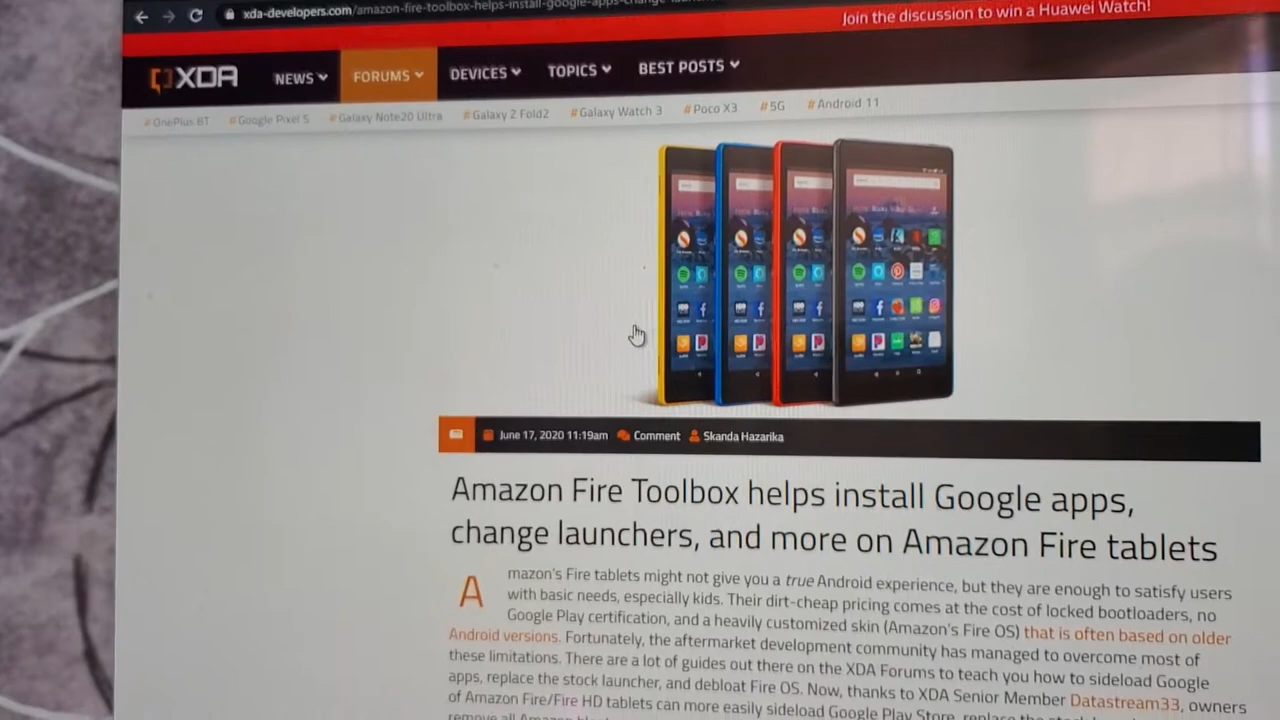 xda-developers.com/amazon-fire-toolbox-helps-install-google-apps-change-
Join the discussion to win a Huawei Watch!
XDA NEWS FORUMS DEVICES TOPICS BEST POSTS
#OnePlus 8T #Google Pixel 5 #Galaxy Note20 Ultra #Galaxy Z Fold2 #Galaxy Watch 3 #Poco X3 #5G #Android 11
June 17, 2020 11:19am Comment Skanda Hazarika
Amazon Fire Toolbox helps install Google apps,
change launchers, and more on Amazon Fire tablets
Amazon's Fire tablets might not give you a true Android experience, but they are enough to satisfy users
with basic needs, especially kids. Their dirt-cheap pricing comes at the cost of locked bootloaders, no
Google Play certification, and a heavily customized skin (Amazon's Fire OS) that is often based on older
Android versions. Fortunately, the aftermarket development community has managed to overcome most of
these limitations. There are a lot of guides out there on the XDA Forums to teach you how to sideload Google
apps, replace the stock launcher, and debloat Fire OS. Now, thanks to XDA Senior Member Datastream33, owners
of Amazon Fire/Fire HD tablets can more easily sideload Google Play Store, replace the stock
remove all Amazon